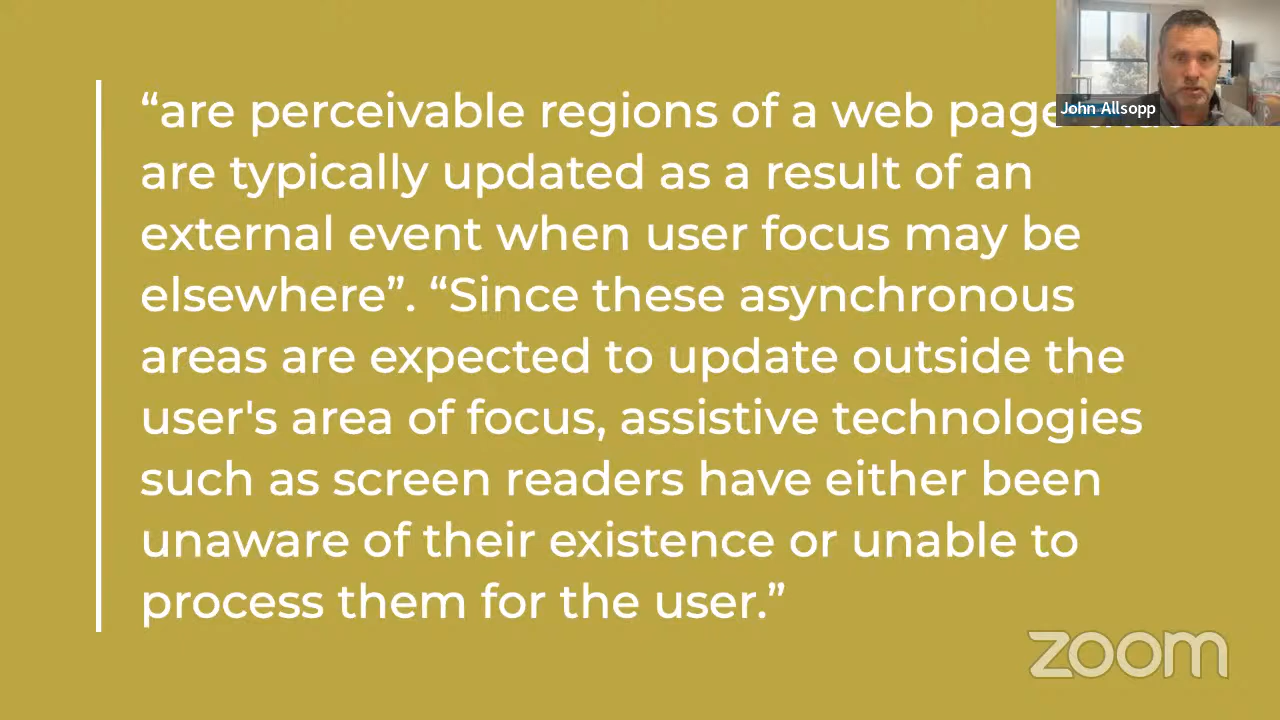 “are perceivable regions of a web page
are typically updated as a result of an
external event when user focus may be
elsewhere”. “Since these asynchronous
areas are expected to update outside the
user's area of focus, assistive technologies
such as screen readers have either been
unaware of their existence or unable to
process them for the user.”
John Allsopp
zoom